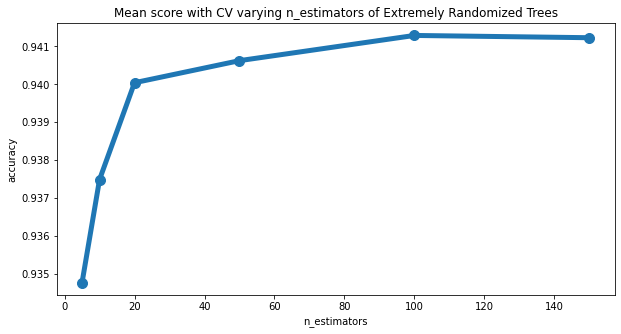 Mean score with CV varying n_estimators of Extremely Randomized Trees
0.941
0.940
0.939
0.938
0.937
0.936
0.935
accuracy
0 20 40 60 80 100 120 140
n_estimators